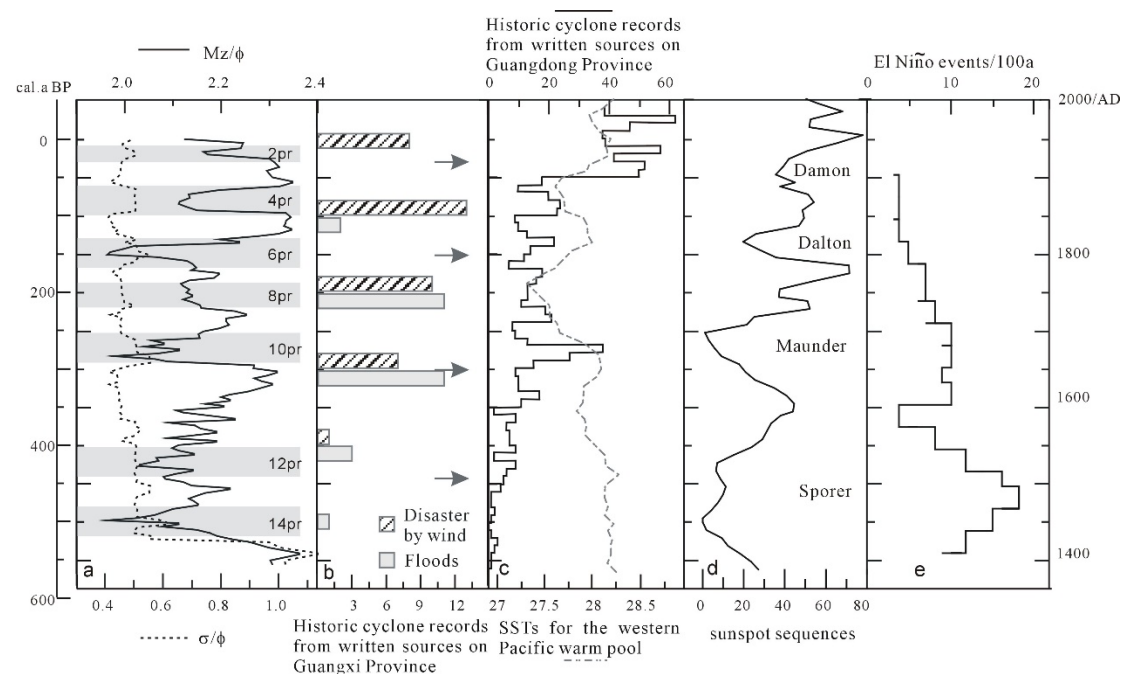 Historic cyclone records
from written sources on
Guangdong Province
Mz/φ
El Niño events/100a
cal.a BP
2.0 2.2 2.4
0 20 40 60
0 10 20
2000/AD
0
2pr
4pr
6pr
8pr
10pr
12pr
14pr
200
400
600
Damon
Dalton
Maunder
Sporer
1800
1600
1400
Disaster
by wind
Floods
a b c d e
0.4 0.6 0.8 1.0
3 6 9 12
27 27.5 28 28.5
0 20 40 60 80
σ/φ
Historic cyclone records
from written sources on
Guangxi Province
SSTs for the western
Pacific warm pool
sunspot sequences